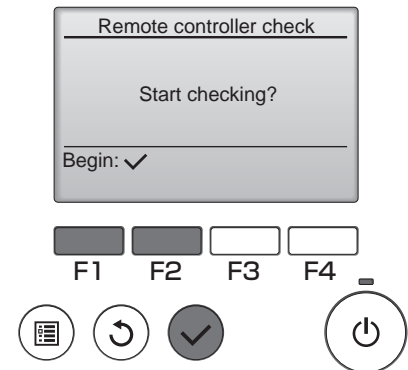 Remote controller check
Start checking?
Begin: ✓
F1 F2 F3 F4